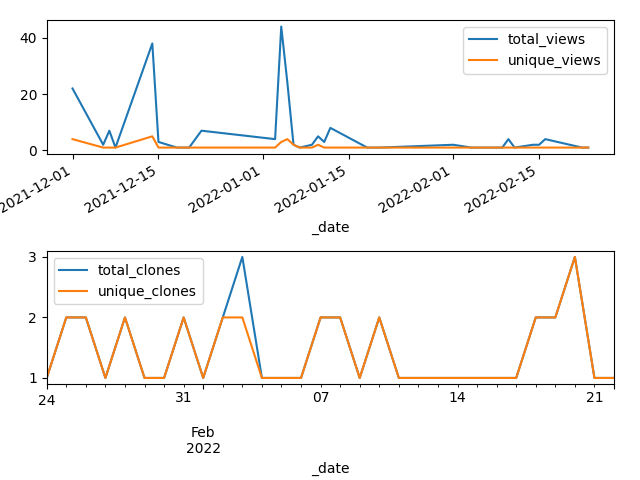 40
20
0
total_views
unique_views
2021-12-01
2021-12-15
2022-01-01
2022-01-15
2022-02-01
2022-02-15
_date
3
2
1
total_clones
unique_clones
24 31 07 14 21
Feb
2022
_date